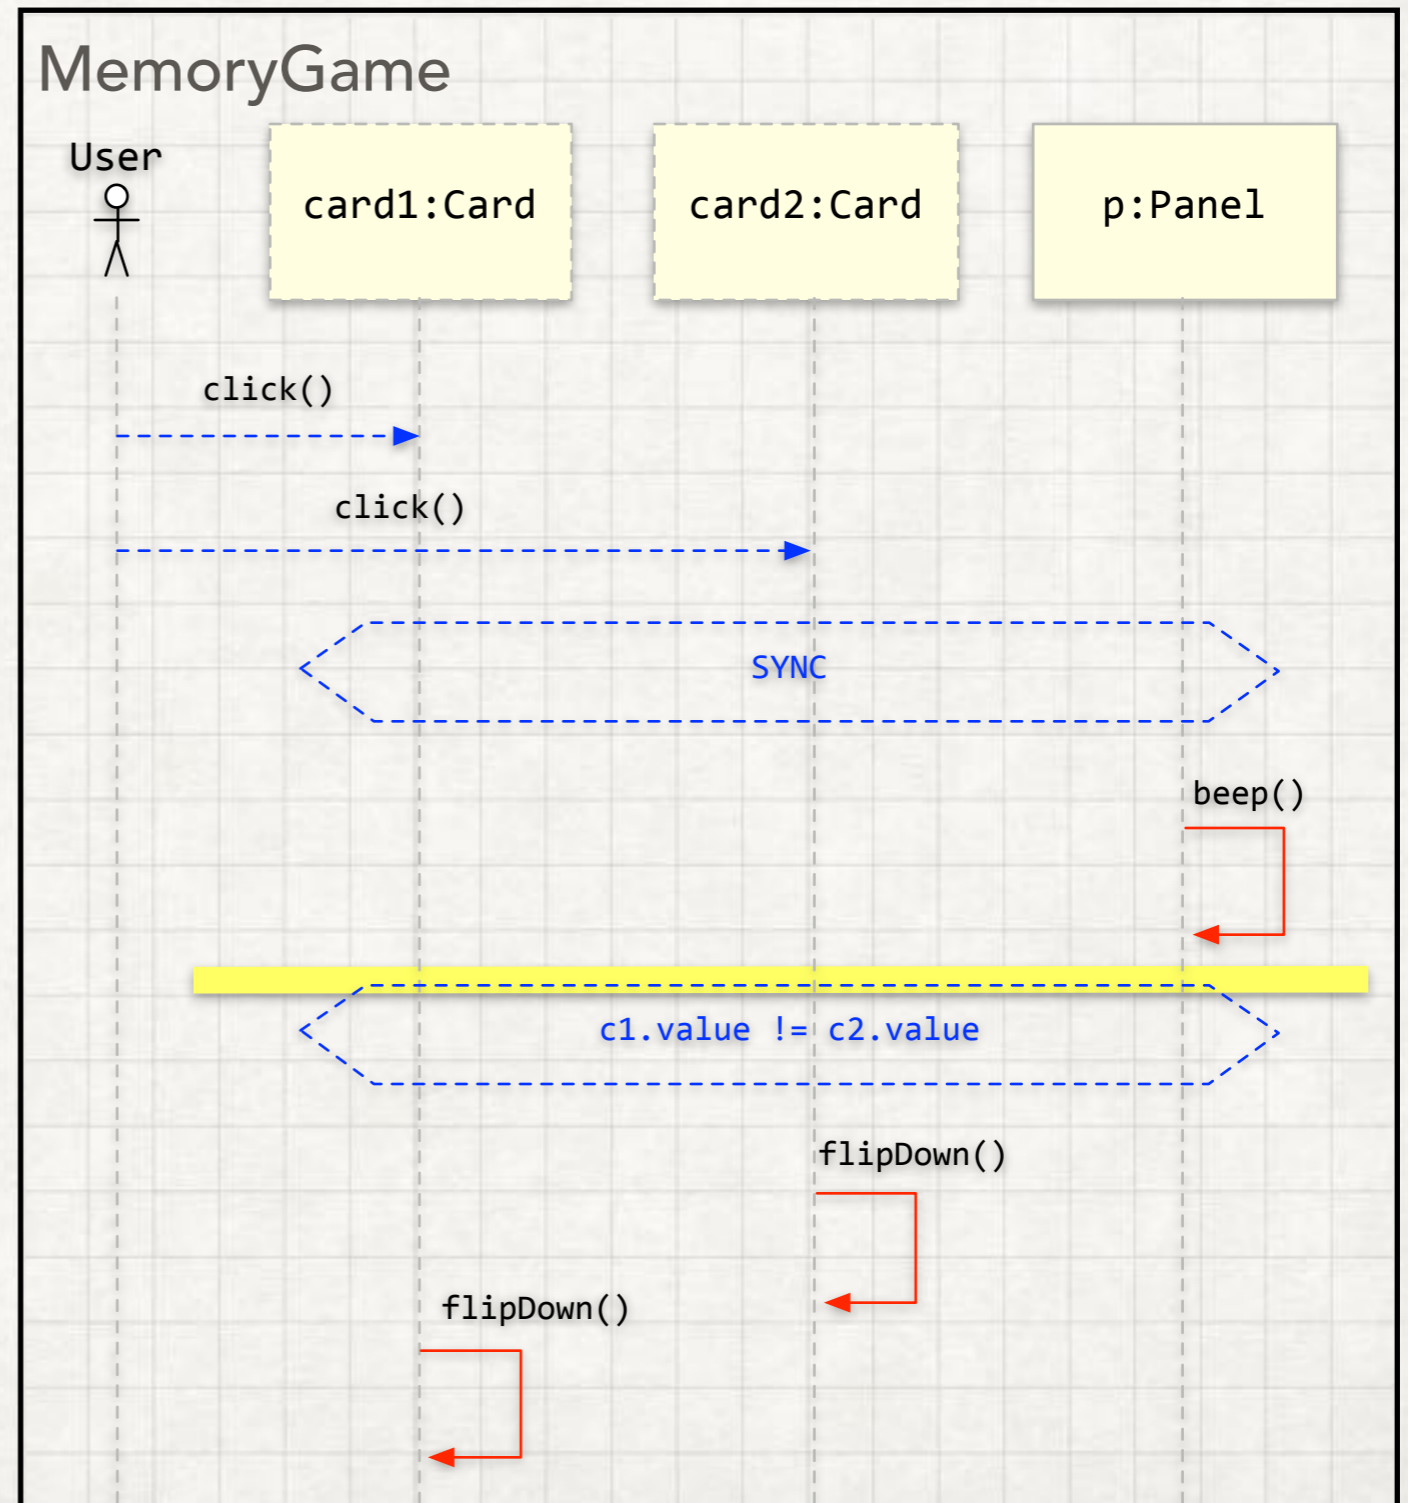 MemoryGame
User
card1:Card
card2:Card
p:Panel
click()
click()
SYNC
beep()
c1.value != c2.value
flipDown()
flipDown()